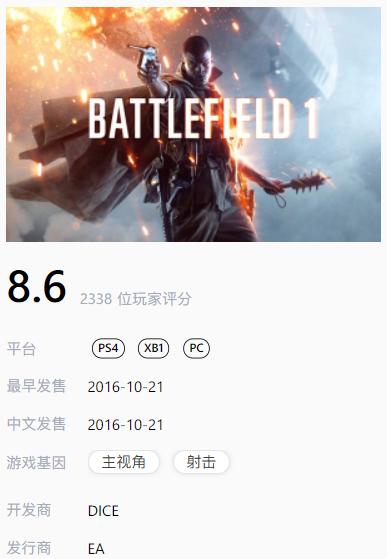 BATTLEFIELD 1
8.6 2338 位玩家评分
平台 PS4 XB1 PC
最早发售 2016-10-21
中文发售 2016-10-21
游戏基因 主视角 射击
开发商 DICE
发行商 EA